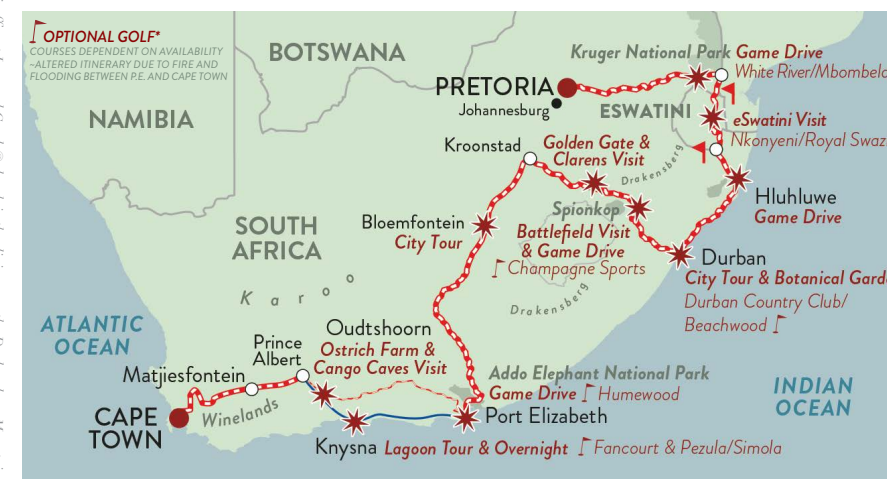 OPTIONAL GOLF*
COURSES DEPENDENT ON AVAILABILITY
~ALTERED ITINERARY DUE TO FIRE AND
FLOODING BETWEEN P.E. AND CAPE TOWN
BOTSWANA
NAMIBIA
Kruger National Park Game Drive
White River/Mbombela
PRETORIA
Johannesburg
ESWATINI
eSwatini Visit
Nkonyeni/Royal Swazi
Kroonstad
Golden Gate &
Clarens Visit
Drakensberg
Hluhluwe
Game Drive
Spionkop
Battlefield Visit
& Game Drive
Champagne Sports
Bloemfontein
City Tour
SOUTH
AFRICA
Durban
City Tour & Botanical Garde
Durban Country Club/
Beachwood
Karoo
Drakensberg
ATLANTIC
OCEAN
INDIAN
OCEAN
Oudtshoorn
Ostrich Farm &
Cango Caves Visit
Prince
Albert
Matjiesfontein
Winelands
CAPE
TOWN
Addo Elephant National Park
Game Drive Humewood
Port Elizabeth
Knysna Lagoon Tour & Overnight Fancourt & Pezula/Simola